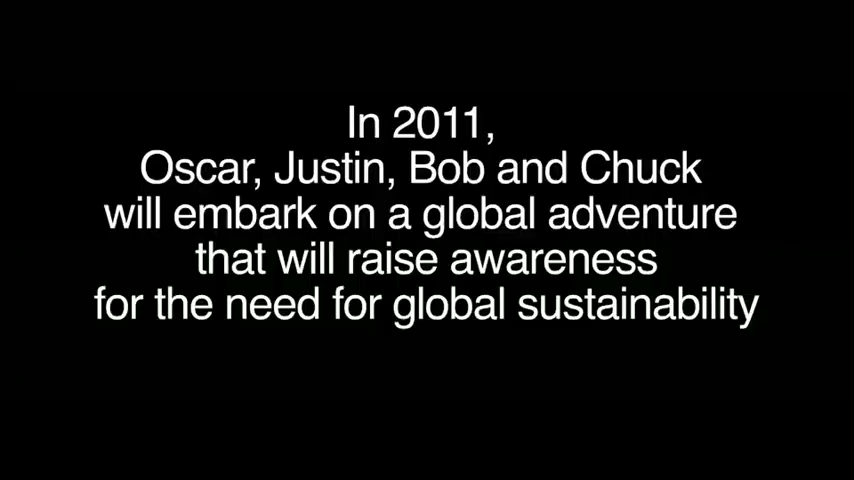 In 2011,
Oscar, Justin, Bob and Chuck
will embark on a global adventure
that will raise awareness
for the need for global sustainability